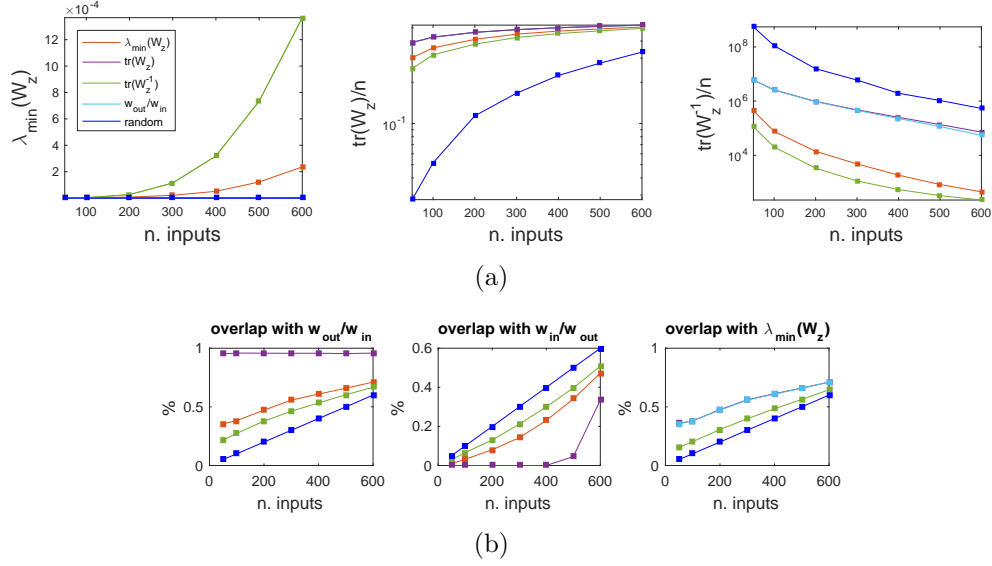 ×10⁻⁴
12
10
8
6
4
2
λ_min(W_z)
λ_min(W_z)
tr(W_z)
tr(W_z⁻¹)
w_out/w_in
random
100 200 300 400 500 600
n. inputs
tr(W_z)/n
10⁻¹
100 200 300 400 500 600
n. inputs
tr(W_z⁻¹)/n
10⁸
10⁶
10⁴
100 200 300 400 500 600
n. inputs
(a)
overlap with w_out/w_in
1
0.5
0
%
0 200 400 600
n. inputs
overlap with w_in/w_out
0.6
0.4
0.2
0
%
0 200 400 600
n. inputs
overlap with λ_min(W_z)
1
0.5
0
%
0 200 400 600
n. inputs
(b)